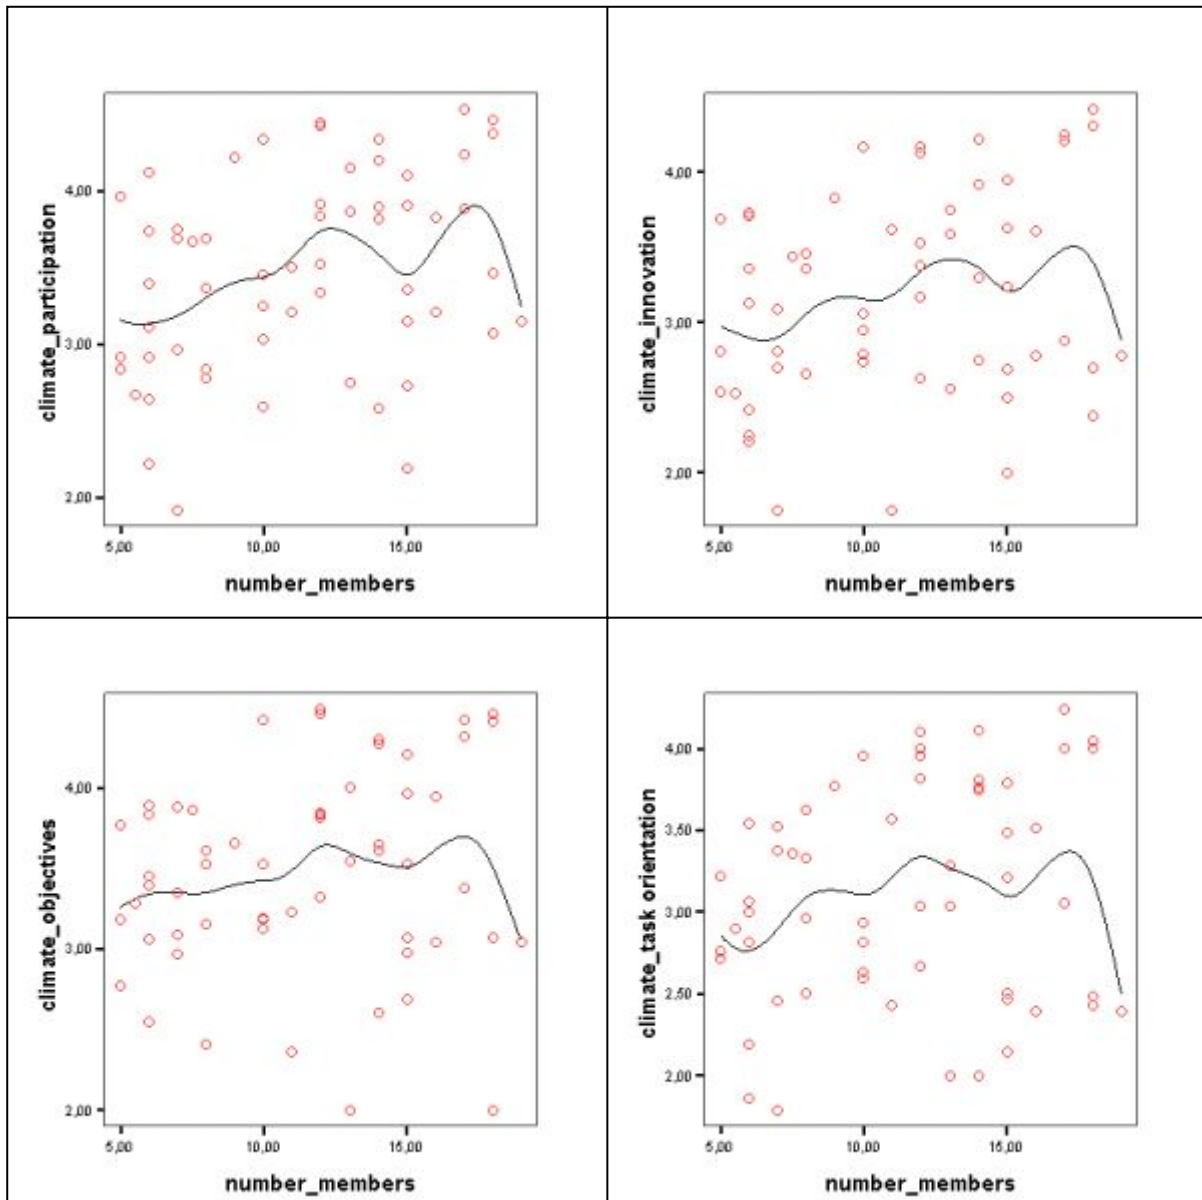 climate_participation
4,00
3,00
2,00
5,00 10,00 15,00
number_members
climate_innovation
4,00
3,00
2,00
5,00 10,00 15,00
number_members
climate_objectives
4,00
3,00
2,00
5,00 10,00 15,00
number_members
climate_task orientation
4,00
3,50
3,00
2,50
2,00
5,00 10,00 15,00
number_members